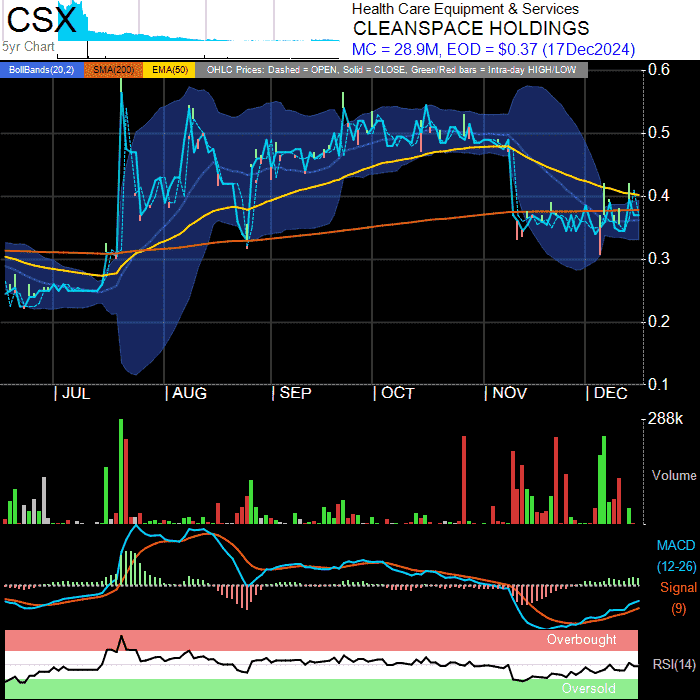 CSX
5yr Chart
Health Care Equipment & Services
CLEANSPACE HOLDINGS
MC = 28.9M, EOD = $0.37 (17Dec2024)
BollBands(20,2) SMA(200) EMA(50) OHLC Prices: Dashed = OPEN, Solid = CLOSE, Green/Red bars = Intra-day HIGH/LOW
0.6
0.5
0.4
0.3
0.2
0.1
JUL AUG SEP OCT NOV DEC
288k
Volume
MACD
(12-26)
Signal
(9)
Overbought
RSI(14)
Oversold